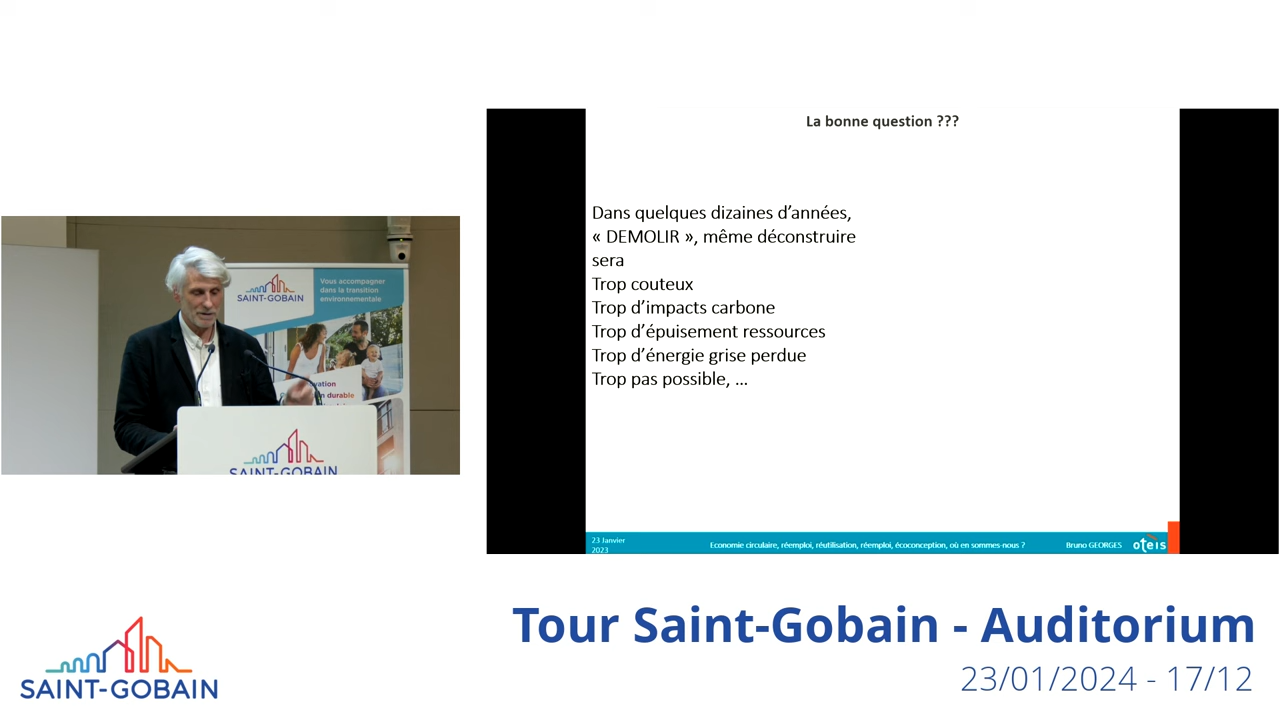 La bonne question ???
Dans quelques dizaines d’années,
« DEMOLIR », même déconstruire
sera
Trop couteux
Trop d’impacts carbone
Trop d’épuisement ressources
Trop d’énergie grise perdue
Trop pas possible, ...
23 Janvier
2023
Economie circulaire, réemploi, réutilisation, réemploi, écoconception, où en sommes-nous ?
Bruno GEORGES
oteis
SAINT-GOBAIN
Vous accompagner
dans la transition
environnementale
durable
SAINT-GOBAIN
Tour Saint-Gobain - Auditorium
23/01/2024 - 17/12
SAINT-GOBAIN